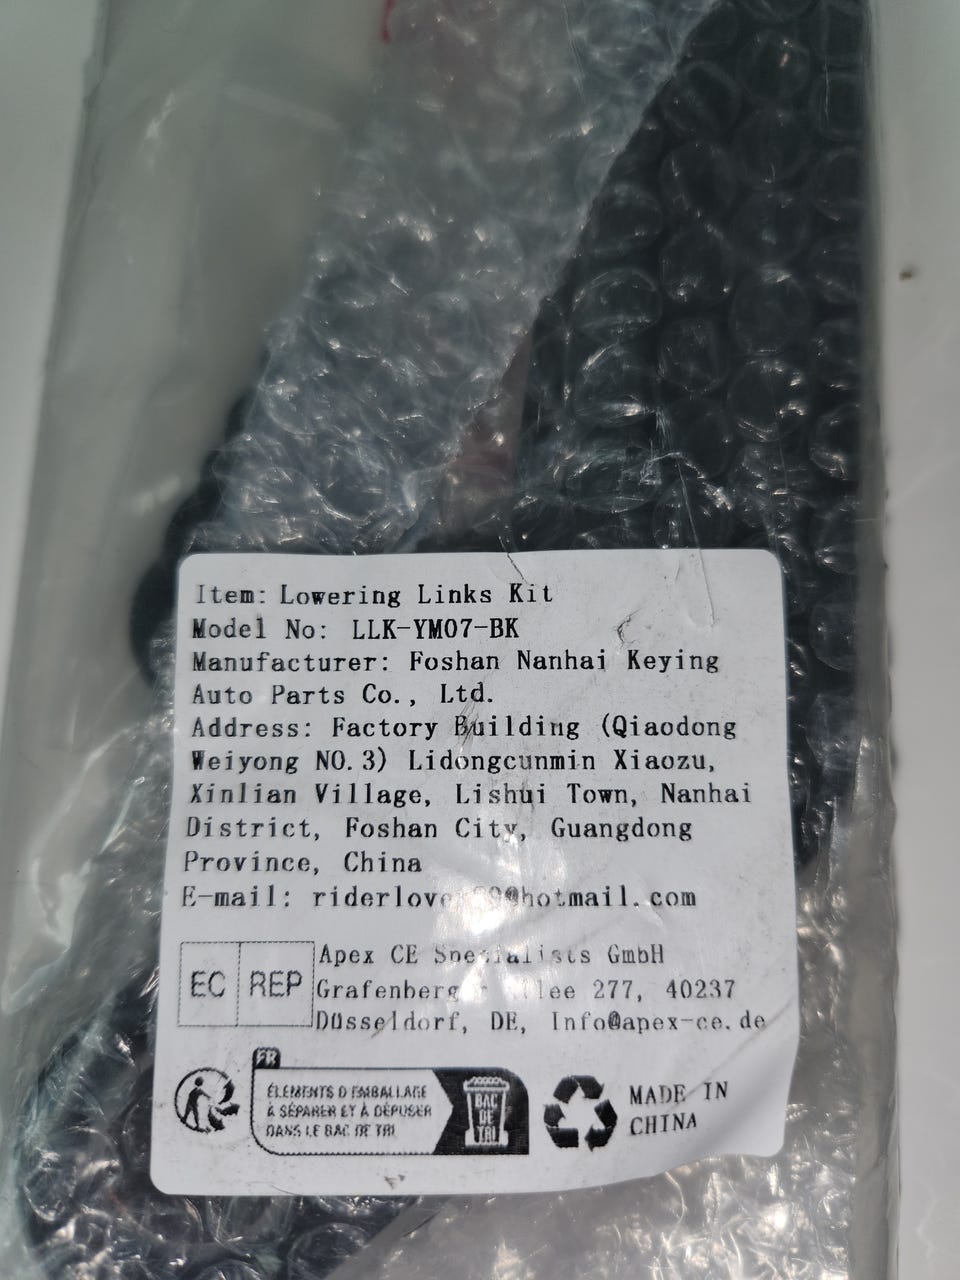 Item: Lowering Links Kit
Model No: LLK-YM07-BK
Manufacturer: Foshan Nanhai Keying
Auto Parts Co., Ltd.
Address: Factory Building (Qiaodong
Weiyong NO.3) Lidongcunmin Xiaozu,
Xinlian Village, Lishui Town, Nanhai
District, Foshan City, Guangdong
Province, China
E-mail:
EC REP
Apex CE Specialists GmbH
277, 40237
Düsseldorf, DE, Info@apex-ce.de
FR
ÉLÉMENTS D'EMBALLAGE
À SÉPARER ET À DÉPOSER
DANS LE BAC DE TRI
BAC
DE
TRI
MADE IN
CHINA